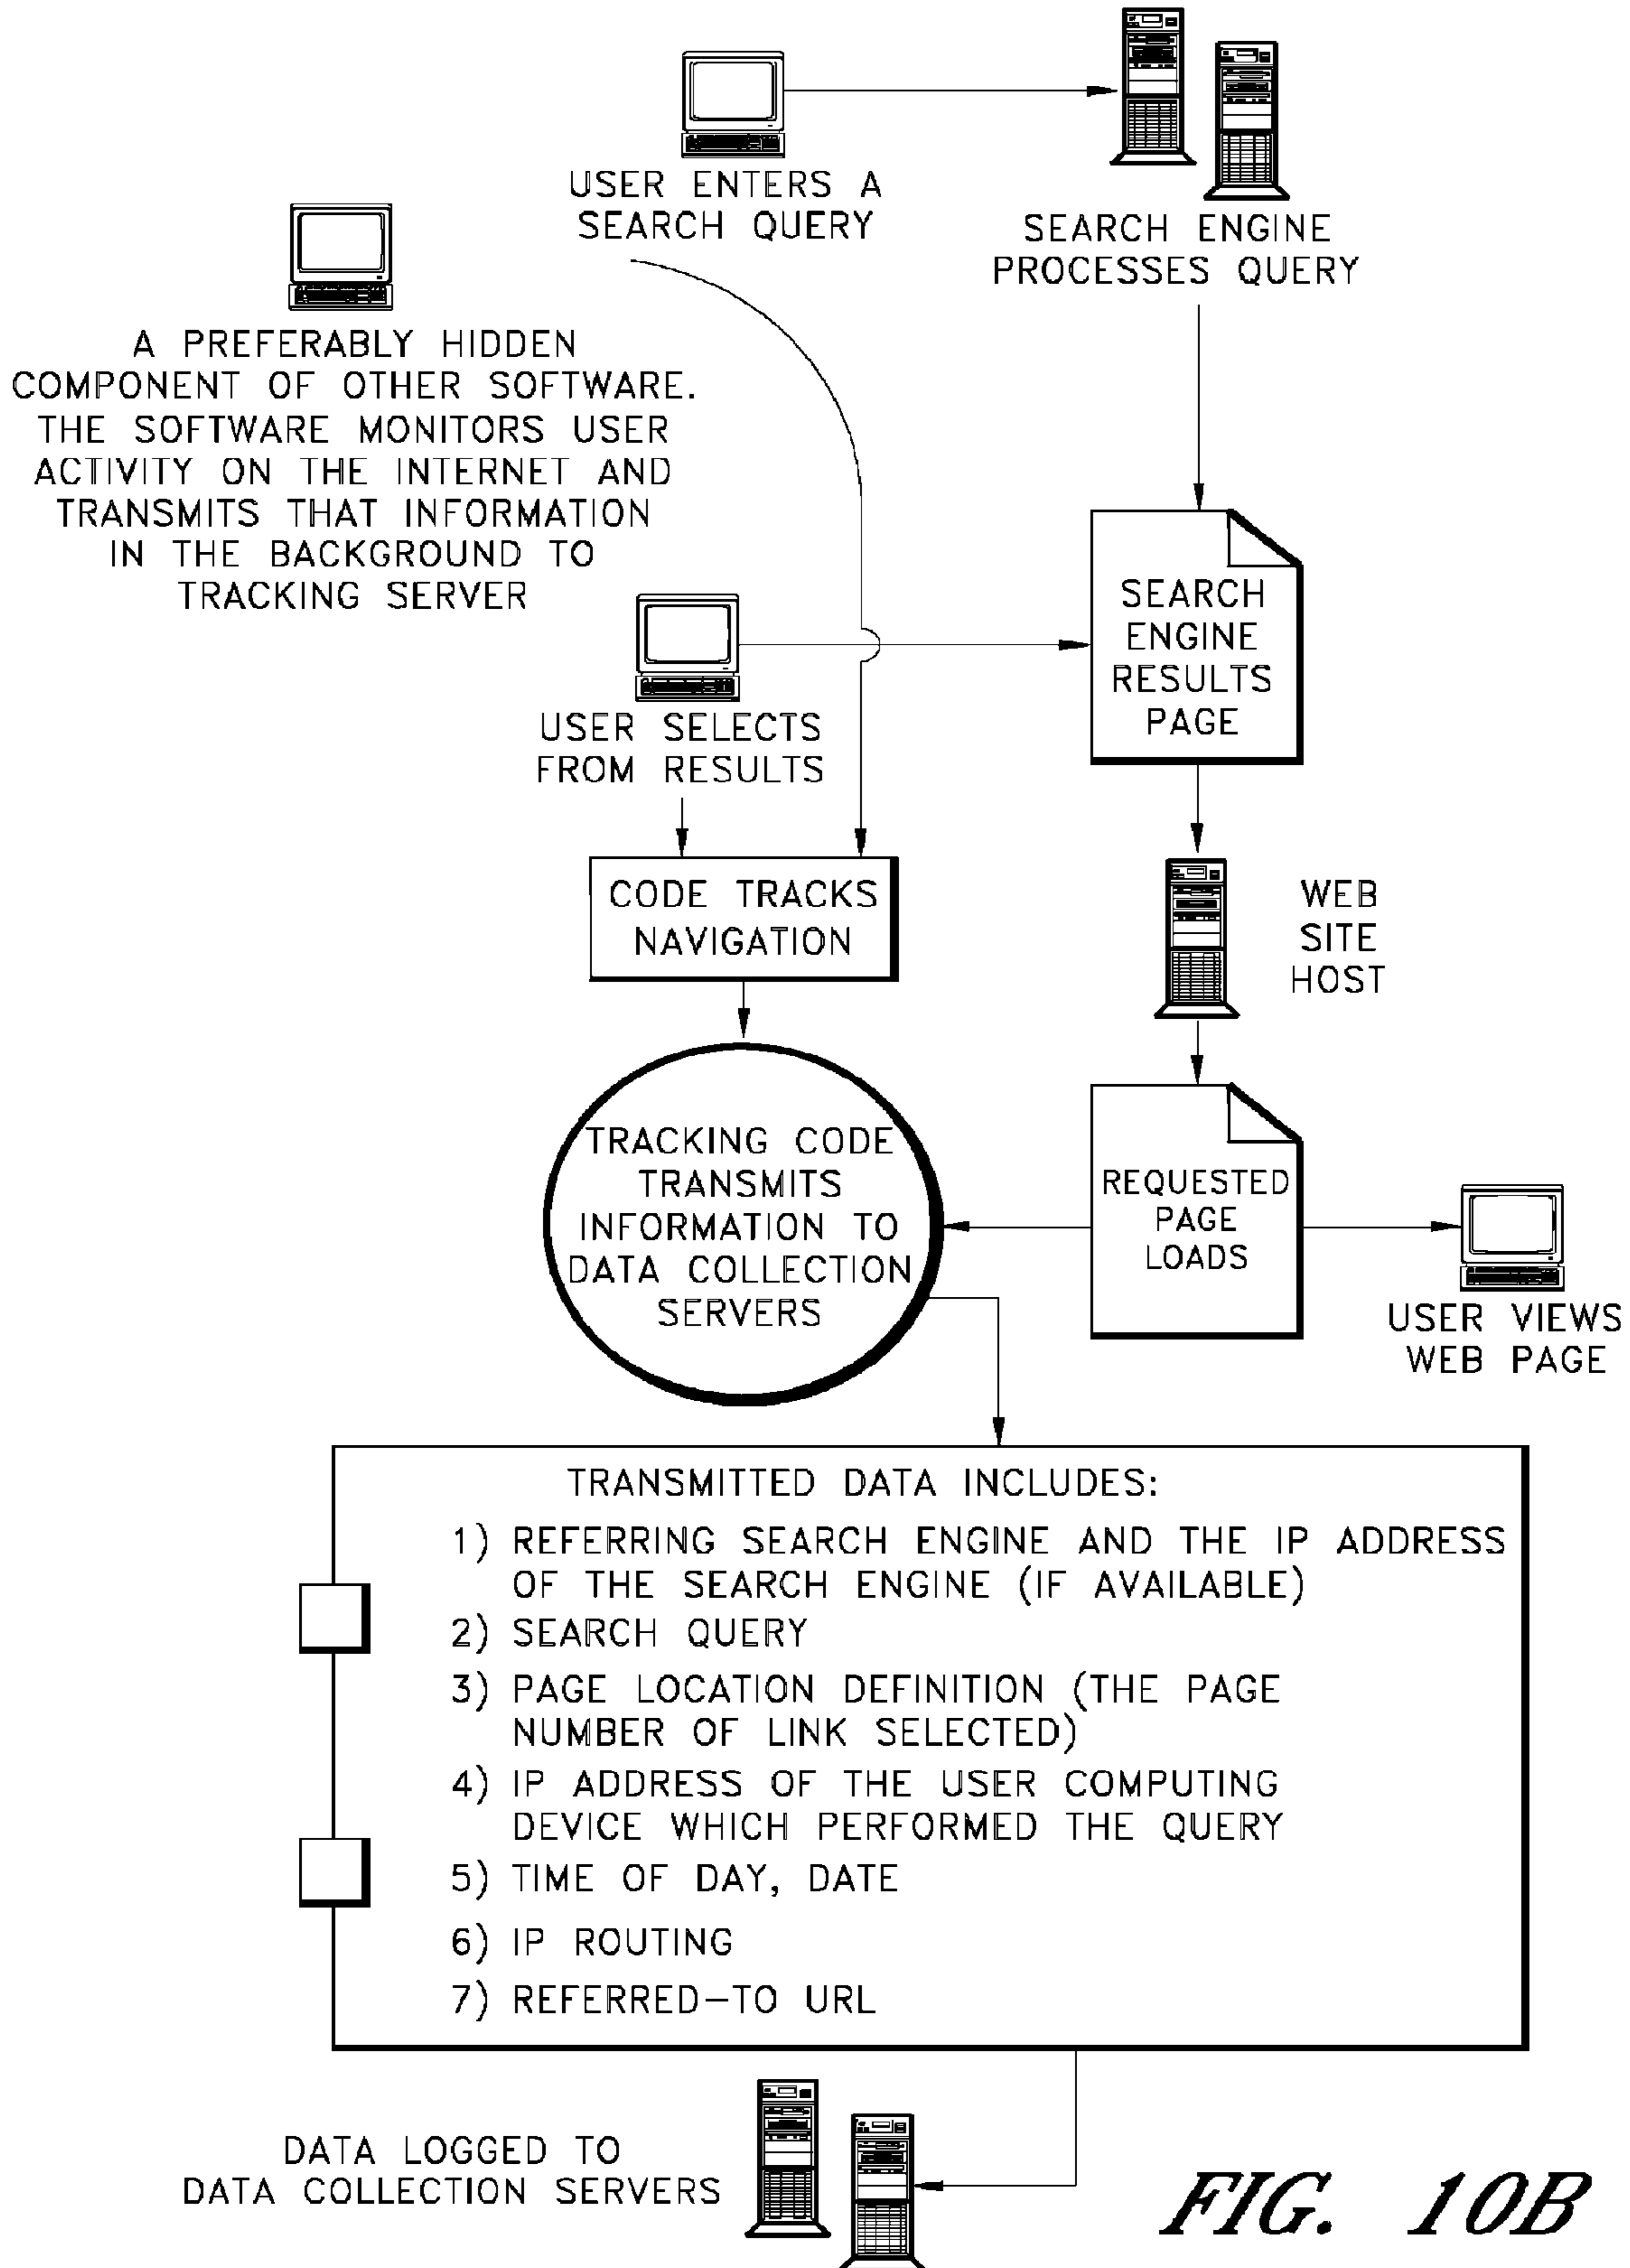 USER ENTERS A
SEARCH QUERY
SEARCH ENGINE
PROCESSES QUERY
A PREFERABLY HIDDEN
COMPONENT OF OTHER SOFTWARE.
THE SOFTWARE MONITORS USER
ACTIVITY ON THE INTERNET AND
TRANSMITS THAT INFORMATION
IN THE BACKGROUND TO
TRACKING SERVER
SEARCH
ENGINE
RESULTS
PAGE
USER SELECTS
FROM RESULTS
CODE TRACKS
NAVIGATION
WEB
SITE
HOST
TRACKING CODE
TRANSMITS
INFORMATION TO
DATA COLLECTION
SERVERS
REQUESTED
PAGE
LOADS
USER VIEWS
WEB PAGE
TRANSMITTED DATA INCLUDES:
1) REFERRING SEARCH ENGINE AND THE IP ADDRESS
OF THE SEARCH ENGINE (IF AVAILABLE)
2) SEARCH QUERY
3) PAGE LOCATION DEFINITION (THE PAGE
NUMBER OF LINK SELECTED)
4) IP ADDRESS OF THE USER COMPUTING
DEVICE WHICH PERFORMED THE QUERY
5) TIME OF DAY, DATE
6) IP ROUTING
7) REFERRED-TO URL
DATA LOGGED TO
DATA COLLECTION SERVERS
FIG. 10B